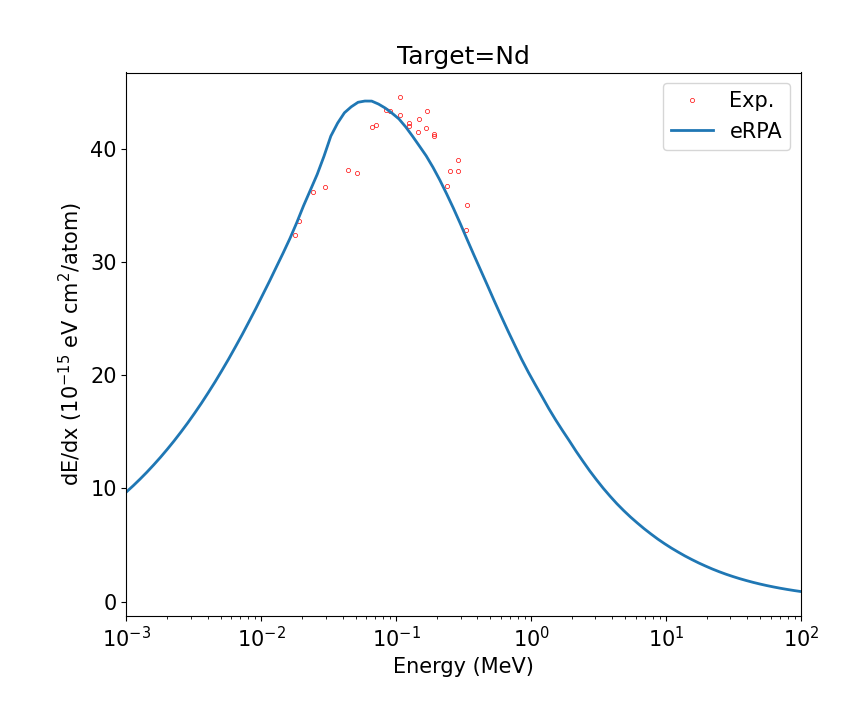 Target=Nd
Exp.
eRPA
dE/dx (10⁻¹⁵ eV cm²/atom)
40
30
20
10
0
10⁻³ 10⁻² 10⁻¹ 10⁰ 10¹ 10²
Energy (MeV)